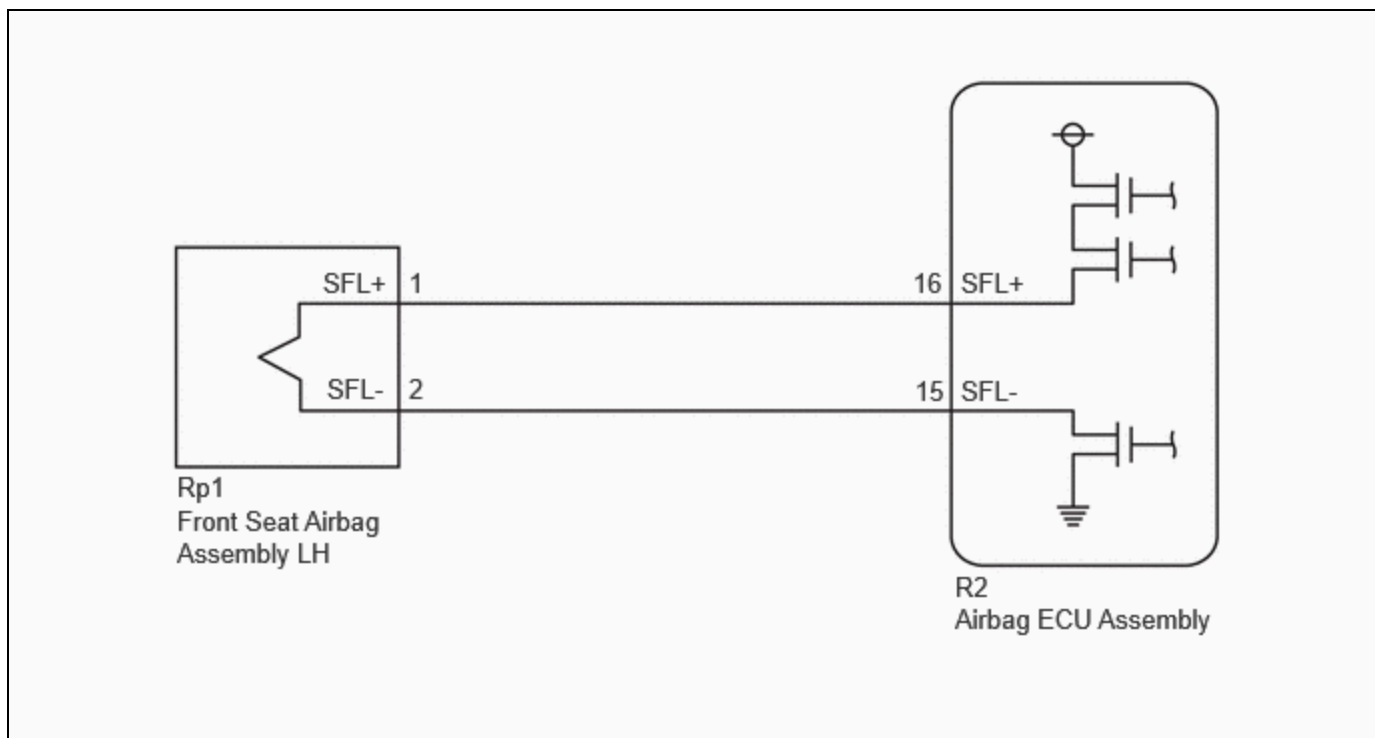 SFL+ 1
SFL- 2
Rp1
Front Seat Airbag
Assembly LH
16 SFL+
15 SFL-
R2
Airbag ECU Assembly